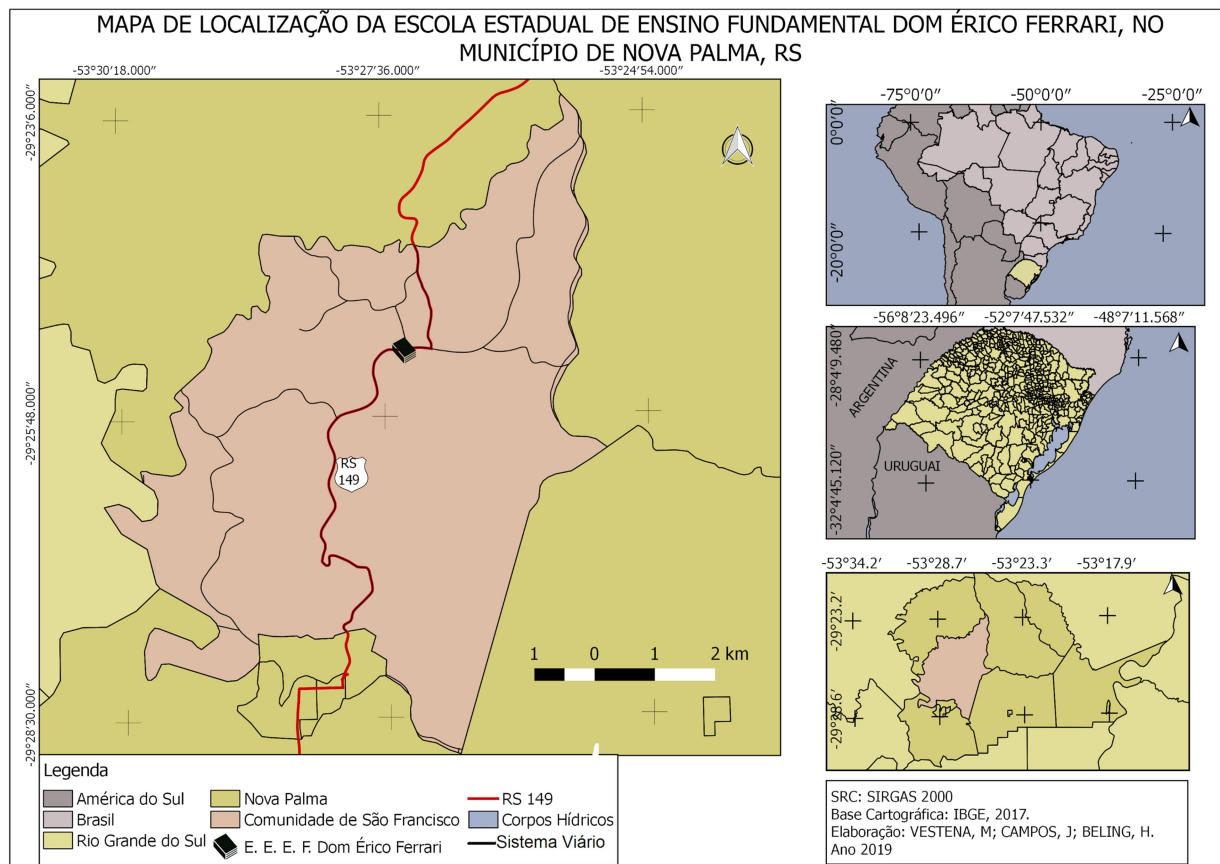 MAPA DE LOCALIZAÇÃO DA ESCOLA ESTADUAL DE ENSINO FUNDAMENTAL DOM ÉRICO FERRARI, NO
MUNICÍPIO DE NOVA PALMA, RS
-53°30'18.000"
-53°27'36.000"
-53°24'54.000"
-29°23'6.000"
-29°25'48.000"
-29°28'30.000"
RS
149
1 0 1 2 km
-75°0'0" -50°0'0" -25°0'0"
0°0'0"
-20°0'0"
-56°8'23.496" -52°7'47.532" -48°7'11.568"
-28°4'9.480"
-32°4'45.120"
ARGENTINA
URUGUAI
-53°34.2' -53°28.7' -53°23.3' -53°17.9'
-29°23.2'
-29°28.6'
Legenda
América do Sul
Brasil
Rio Grande do Sul
Nova Palma
Comunidade de São Francisco
E. E. E. F. Dom Érico Ferrari
RS 149
Corpos Hídricos
Sistema Viário
SRC: SIRGAS 2000
Base Cartográfica: IBGE, 2017.
Elaboração: VESTENA, M; CAMPOS, J; BELING, H.
Ano 2019